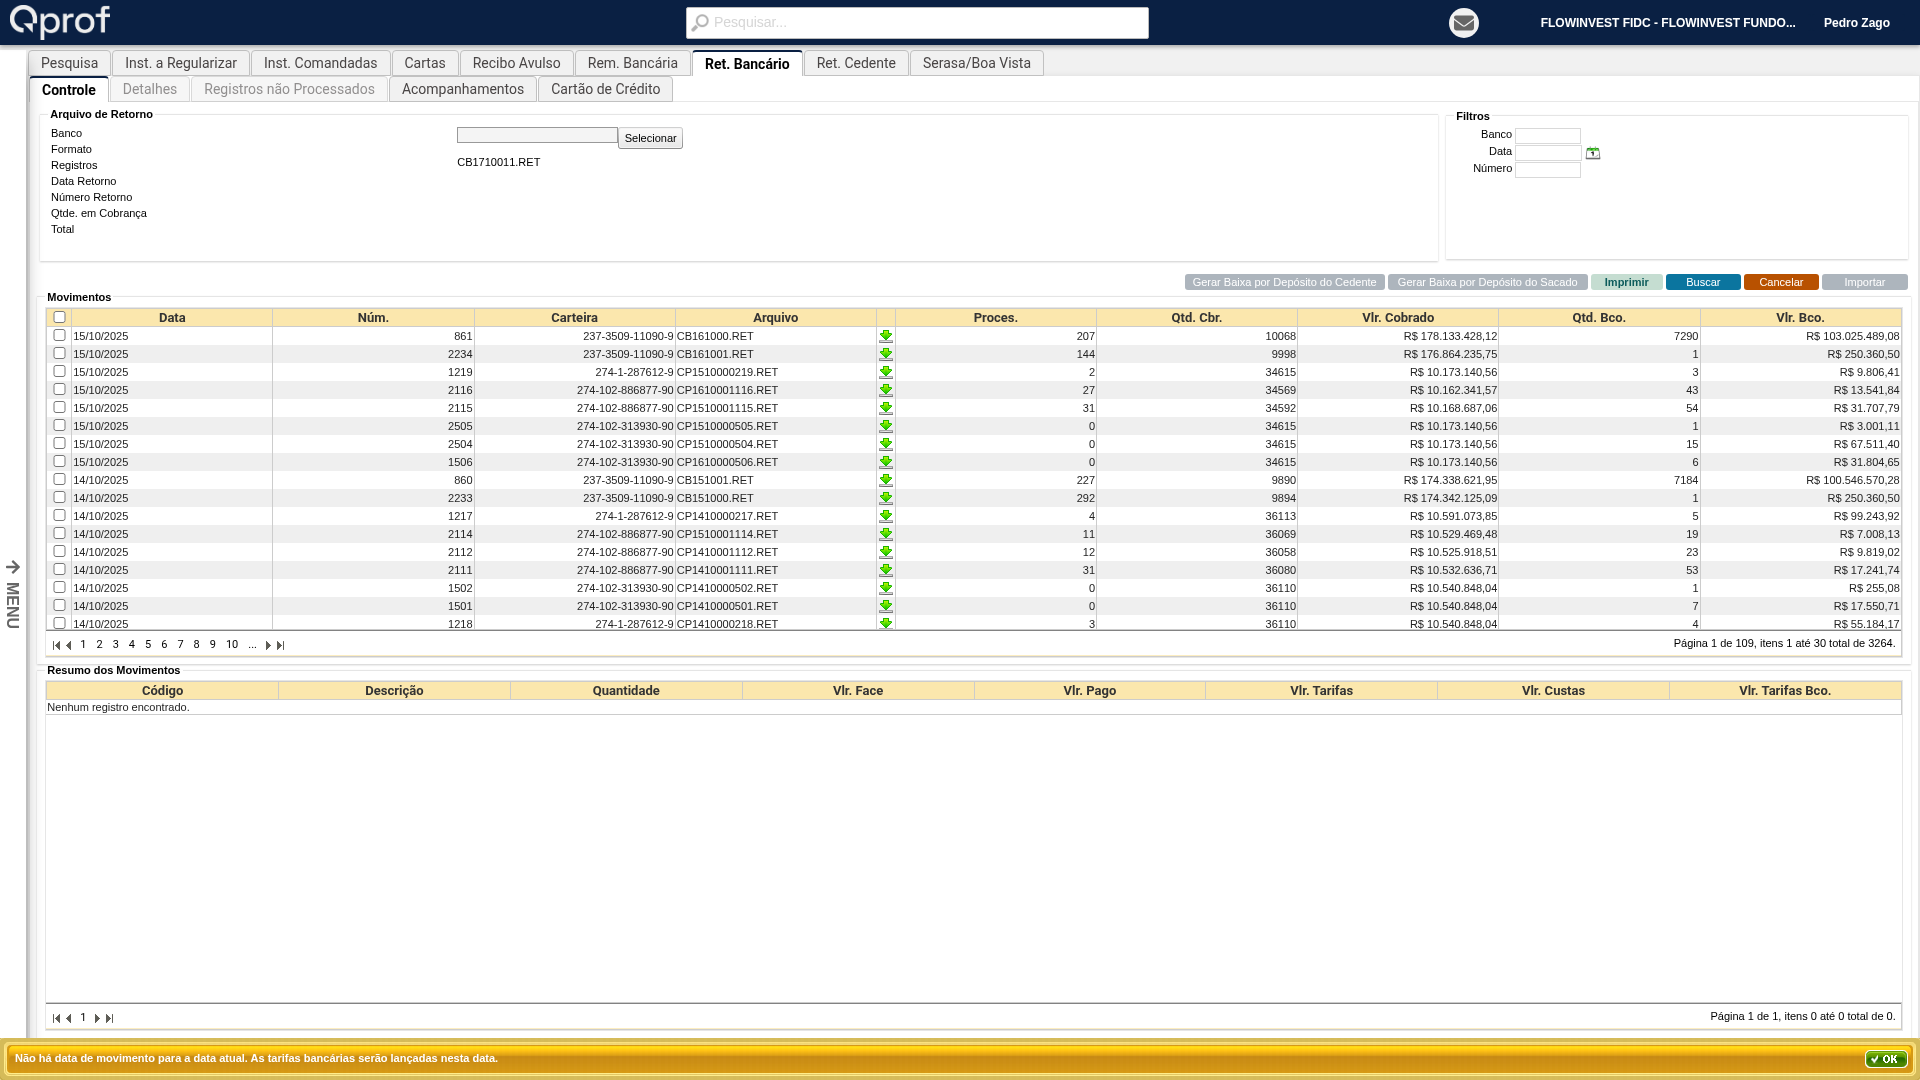 Qprof
Pesquisar...
FLOWINVEST FIDC - FLOWINVEST FUNDO...
Pedro Zago
Pesquisa
Inst. a Regularizar
Inst. Comandadas
Cartas
Recibo Avulso
Rem. Bancária
Ret. Bancário
Ret. Cedente
Serasa/Boa Vista
Controle
Detalhes
Registros não Processados
Acompanhamentos
Cartão de Crédito
MENU
Arquivo de Retorno
Banco
Selecionar
Formato
Registros
CB1710011.RET
Data Retorno
Número Retorno
Qtde. em Cobrança
Total
Filtros
Banco
Data
Número
Gerar Baixa por Depósito do Cedente
Gerar Baixa por Depósito do Sacado
Imprimir
Buscar
Cancelar
Importar
Movimentos
Data Núm. Carteira Arquivo Proces. Qtd. Cbr. Vlr. Cobrado Qtd. Bco. Vlr. Bco.
15/10/2025 861 237-3509-11090-9 CB161000.RET 207 10068 R$ 178.133.428,12 7290 R$ 103.025.489,08
15/10/2025 2234 237-3509-11090-9 CB161001.RET 144 9998 R$ 176.864.235,75 1 R$ 250.360,50
15/10/2025 1219 274-1-287612-9 CP1510000219.RET 2 34615 R$ 10.173.140,56 3 R$ 9.806,41
15/10/2025 2116 274-102-886877-90 CP1610001116.RET 27 34569 R$ 10.162.341,57 43 R$ 13.541,84
15/10/2025 2115 274-102-886877-90 CP1510001115.RET 31 34592 R$ 10.168.687,06 54 R$ 31.707,79
15/10/2025 2505 274-102-313930-90 CP1510000505.RET 0 34615 R$ 10.173.140,56 1 R$ 3.001,11
15/10/2025 2504 274-102-313930-90 CP1510000504.RET 0 34615 R$ 10.173.140,56 15 R$ 67.511,40
15/10/2025 1506 274-102-313930-90 CP1610000506.RET 0 34615 R$ 10.173.140,56 6 R$ 31.804,65
14/10/2025 860 237-3509-11090-9 CB151001.RET 227 9890 R$ 174.338.621,95 7184 R$ 100.546.570,28
14/10/2025 2233 237-3509-11090-9 CB151000.RET 292 9894 R$ 174.342.125,09 1 R$ 250.360,50
14/10/2025 1217 274-1-287612-9 CP1410000217.RET 4 36113 R$ 10.591.073,85 5 R$ 99.243,92
14/10/2025 2114 274-102-886877-90 CP1510001114.RET 11 36069 R$ 10.529.469,48 19 R$ 7.008,13
14/10/2025 2112 274-102-886877-90 CP1410001112.RET 12 36058 R$ 10.525.918,51 23 R$ 9.819,02
14/10/2025 2111 274-102-886877-90 CP1410001111.RET 31 36080 R$ 10.532.636,71 53 R$ 17.241,74
14/10/2025 1502 274-102-313930-90 CP1410000502.RET 0 36110 R$ 10.540.848,04 1 R$ 255,08
14/10/2025 1501 274-102-313930-90 CP1410000501.RET 0 36110 R$ 10.540.848,04 7 R$ 17.550,71
14/10/2025 1218 274-1-287612-9 CP1410000218.RET 3 36110 R$ 10.540.848,04 4 R$ 55.184,17
1 2 3 4 5 6 7 8 9 10 ...
Página 1 de 109, itens 1 até 30 total de 3264.
Resumo dos Movimentos
Código Descrição Quantidade Vlr. Face Vlr. Pago Vlr. Tarifas Vlr. Custas Vlr. Tarifas Bco.
Nenhum registro encontrado.
1
Página 1 de 1, itens 0 até 0 total de 0.
Não há data de movimento para a data atual. As tarifas bancárias serão lançadas nesta data.
OK